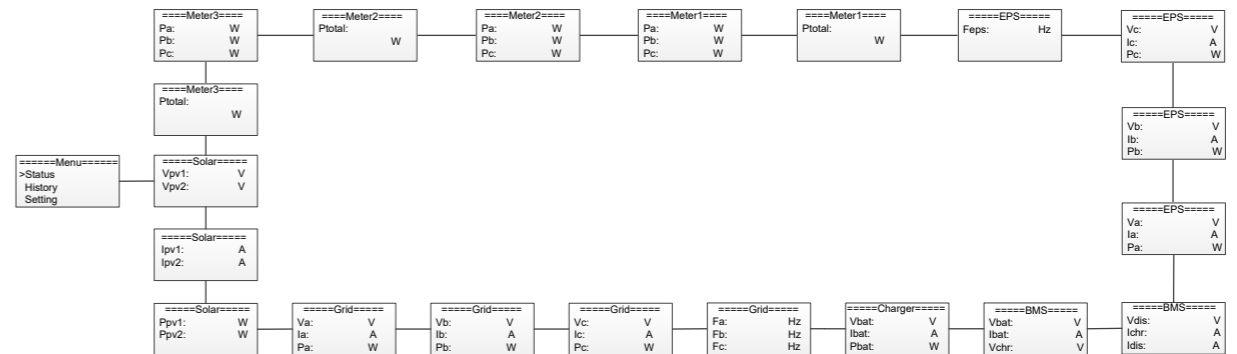 ====Meter3====
Pa: W
Pb: W
Pc: W
====Meter2====
Ptotal:
W
====Meter2====
Pa: W
Pb: W
Pc: W
====Meter1====
Pa: W
Pb: W
Pc: W
====Meter1====
Ptotal:
W
=====EPS=====
Feps: Hz
=====EPS=====
Vc: V
Ic: A
Pc: W
====Meter3====
Ptotal:
W
=====EPS=====
Vb: V
Ib: A
Pb: W
======Menu======
>Status
History
Setting
=====Solar=====
Vpv1: V
Vpv2: V
=====EPS=====
Va: V
Ia: A
Pa: W
=====Solar=====
Ipv1: A
Ipv2: A
=====Solar=====
Ppv1: W
Ppv2: W
=====Grid=====
Va: V
Ia: A
Pa: W
=====Grid=====
Vb: V
Ib: A
Pb: W
=====Grid=====
Vc: V
Ic: A
Pc: W
=====Grid=====
Fa: Hz
Fb: Hz
Fc: Hz
=====Charger=====
Vbat: V
Ibat: A
Pbat: W
=====BMS=====
Vbat: V
Ibat: A
Vchr: V
=====BMS=====
Vdis: V
Ichr: A
Idis: A